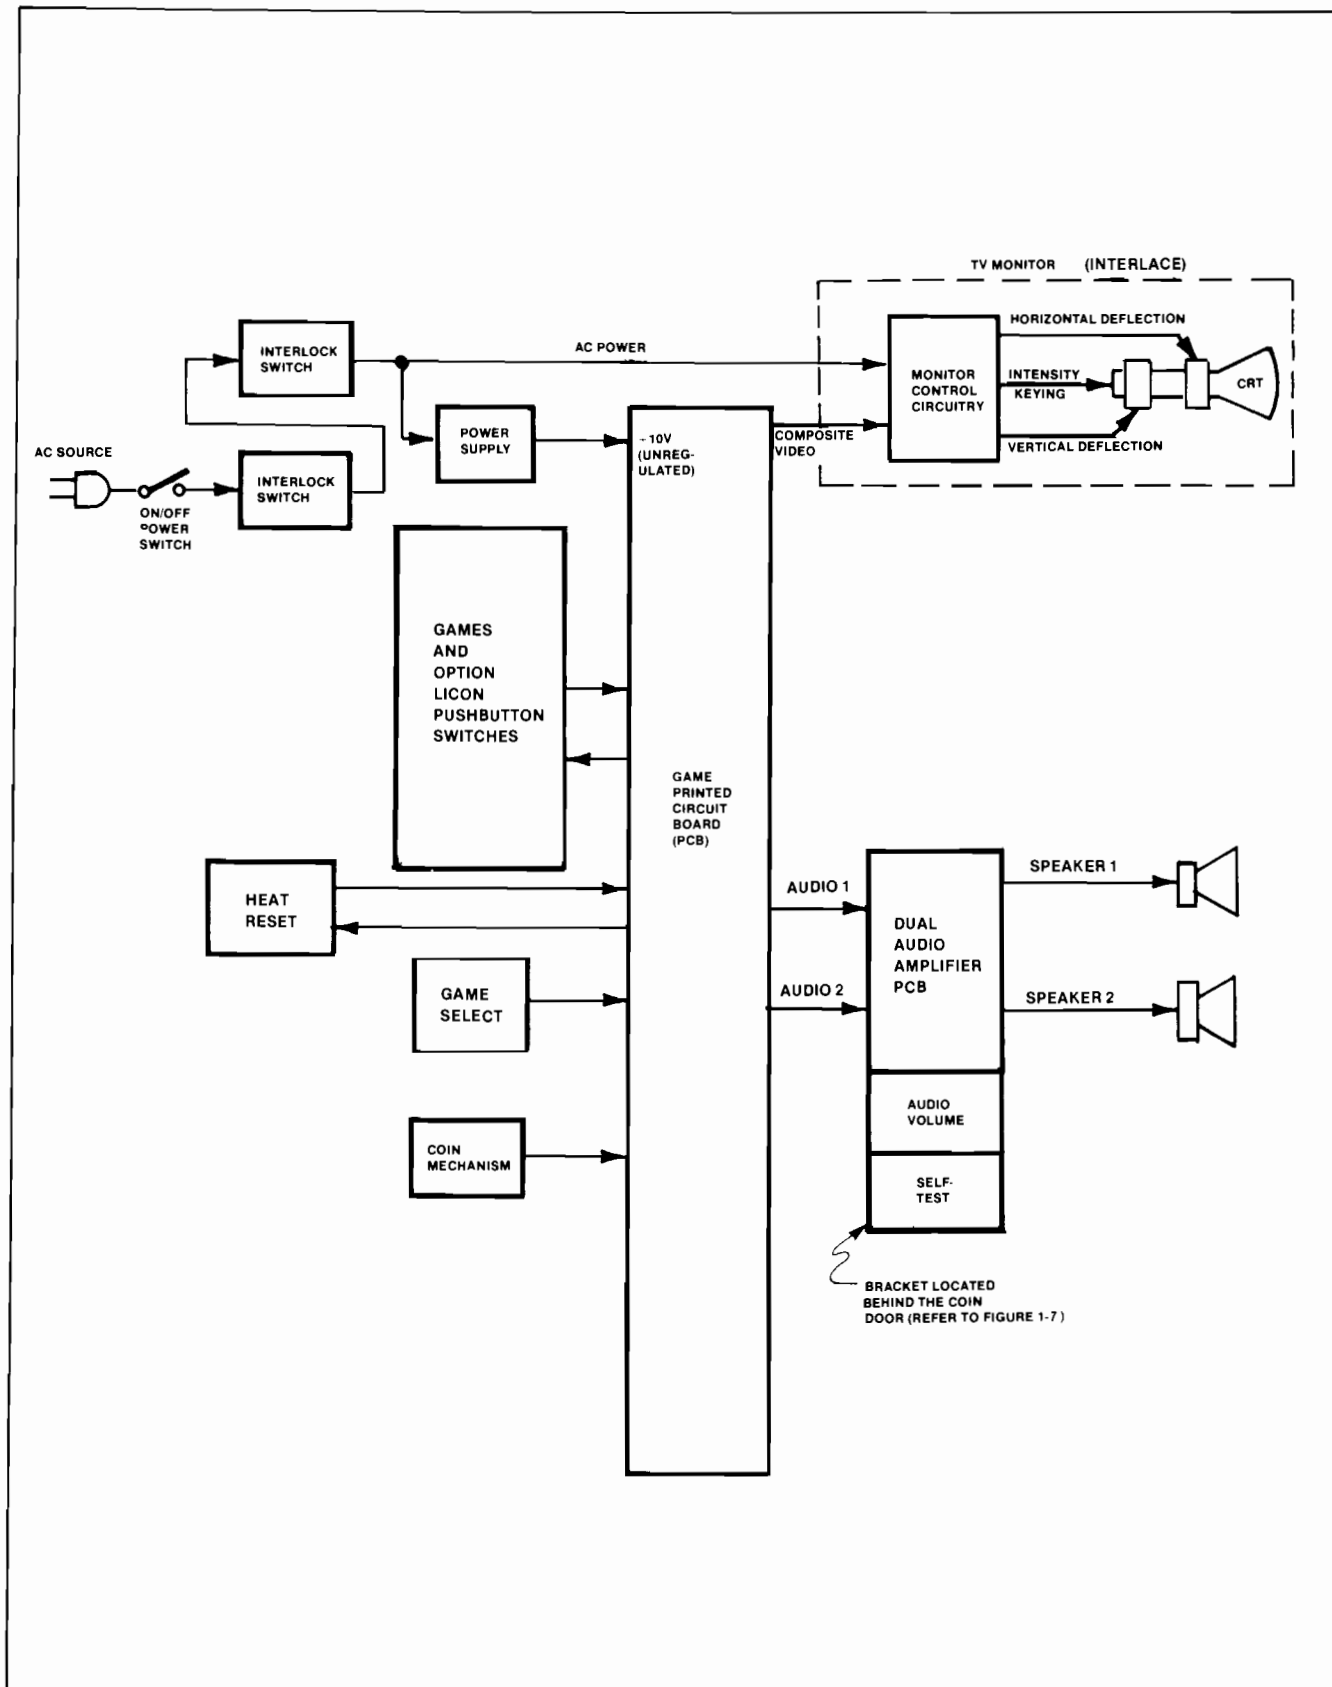 TV MONITOR (INTERLACE)
HORIZONTAL DEFLECTION
INTERLOCK
SWITCH
AC POWER
MONITOR
CONTROL
CIRCUITRY
INTENSITY
KEYING
CRT
POWER
SUPPLY
- 10V
(UNREG-
ULATED)
COMPOSITE
VIDEO
VERTICAL DEFLECTION
AC SOURCE
INTERLOCK
SWITCH
ON/OFF
POWER
SWITCH
GAMES
AND
OPTION
LICON
PUSHBUTTON
SWITCHES
GAME
PRINTED
CIRCUIT
BOARD
(PCB)
HEAT
RESET
AUDIO 1
SPEAKER 1
DUAL
AUDIO
AMPLIFIER
PCB
GAME
SELECT
AUDIO 2
SPEAKER 2
AUDIO
VOLUME
COIN
MECHANISM
SELF-
TEST
BRACKET LOCATED
BEHIND THE COIN
DOOR (REFER TO FIGURE 1-7)